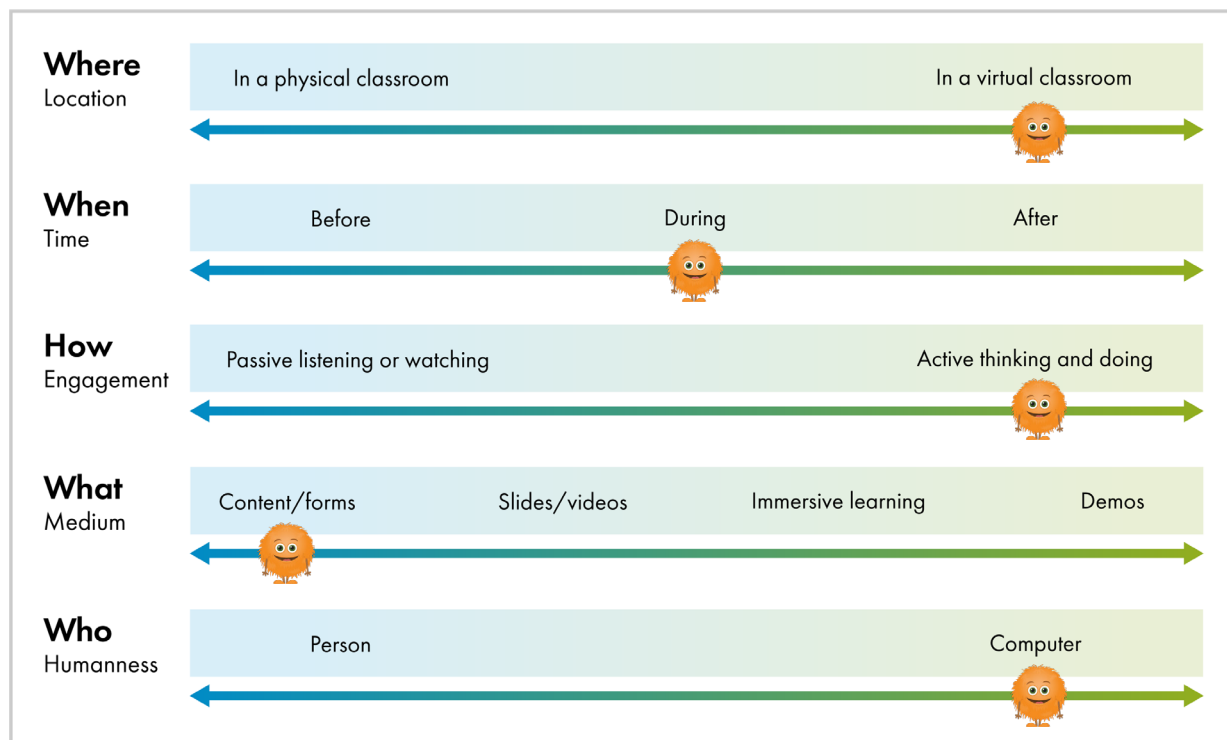 Where
Location
In a physical classroom
In a virtual classroom
When
Time
Before
During
After
How
Engagement
Passive listening or watching
Active thinking and doing
What
Medium
Content/forms
Slides/videos
Immersive learning
Demos
Who
Humanness
Person
Computer